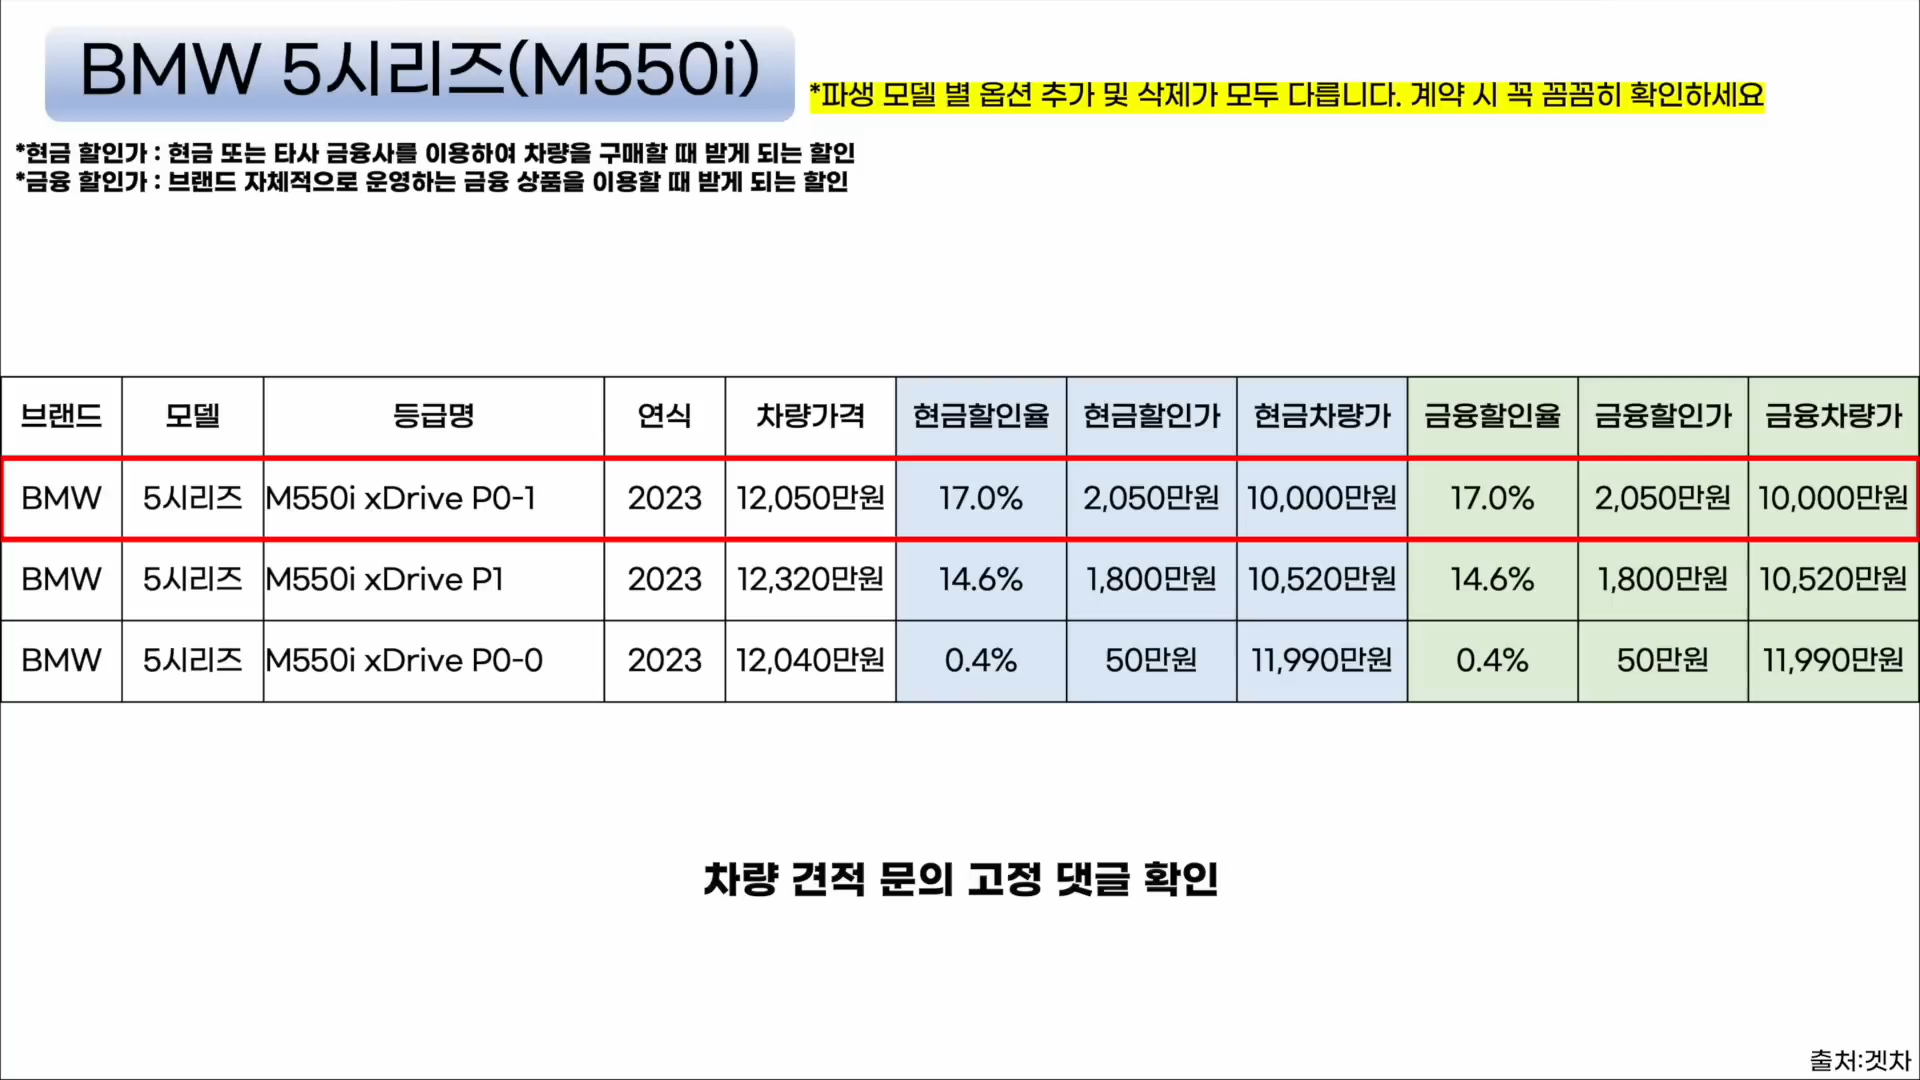 BMW 5시리즈(M550i)
*파생 모델 별 옵션 추가 및 삭제가 모두 다릅니다. 계약 시 꼭 꼼꼼히 확인하세요
*현금 할인가 : 현금 또는 타사 금융사를 이용하여 차량을 구매할 때 받게 되는 할인
*금융 할인가 : 브랜드 자체적으로 운영하는 금융 상품을 이용할 때 받게 되는 할인
브랜드 모델 등급명 연식 차량가격 현금할인율 현금할인가 현금차량가 금융할인율 금융할인가 금융차량가
BMW 5시리즈 M550i xDrive P0-1 2023 12,050만원 17.0% 2,050만원 10,000만원 17.0% 2,050만원 10,000만원
BMW 5시리즈 M550i xDrive P1 2023 12,320만원 14.6% 1,800만원 10,520만원 14.6% 1,800만원 10,520만원
BMW 5시리즈 M550i xDrive P0-0 2023 12,040만원 0.4% 50만원 11,990만원 0.4% 50만원 11,990만원
차량 견적 문의 고정 댓글 확인
출처:겟차